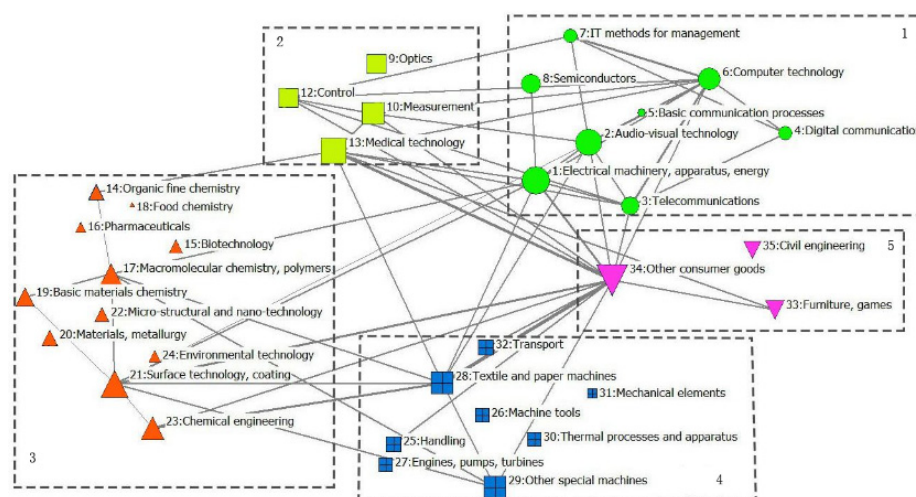 1
7:IT methods for management
6:Computer technology
8:Semiconductors
5:Basic communication processes
2:Audio-visual technology
4:Digital communication
1:Electrical machinery, apparatus, energy
3:Telecommunications
2
9:Optics
12:Control
10:Measurement
13:Medical technology
14:Organic fine chemistry
18:Food chemistry
16:Pharmaceuticals
15:Biotechnology
17:Macromolecular chemistry, polymers
19:Basic materials chemistry
22:Micro-structural and nano-technology
20:Materials, metallurgy
24:Environmental technology
21:Surface technology, coating
23:Chemical engineering
3
5
35:Civil engineering
34:Other consumer goods
33:Furniture, games
32:Transport
28:Textile and paper machines
31:Mechanical elements
26:Machine tools
25:Handling
30:Thermal processes and apparatus
27:Engines, pumps, turbines
29:Other special machines
4